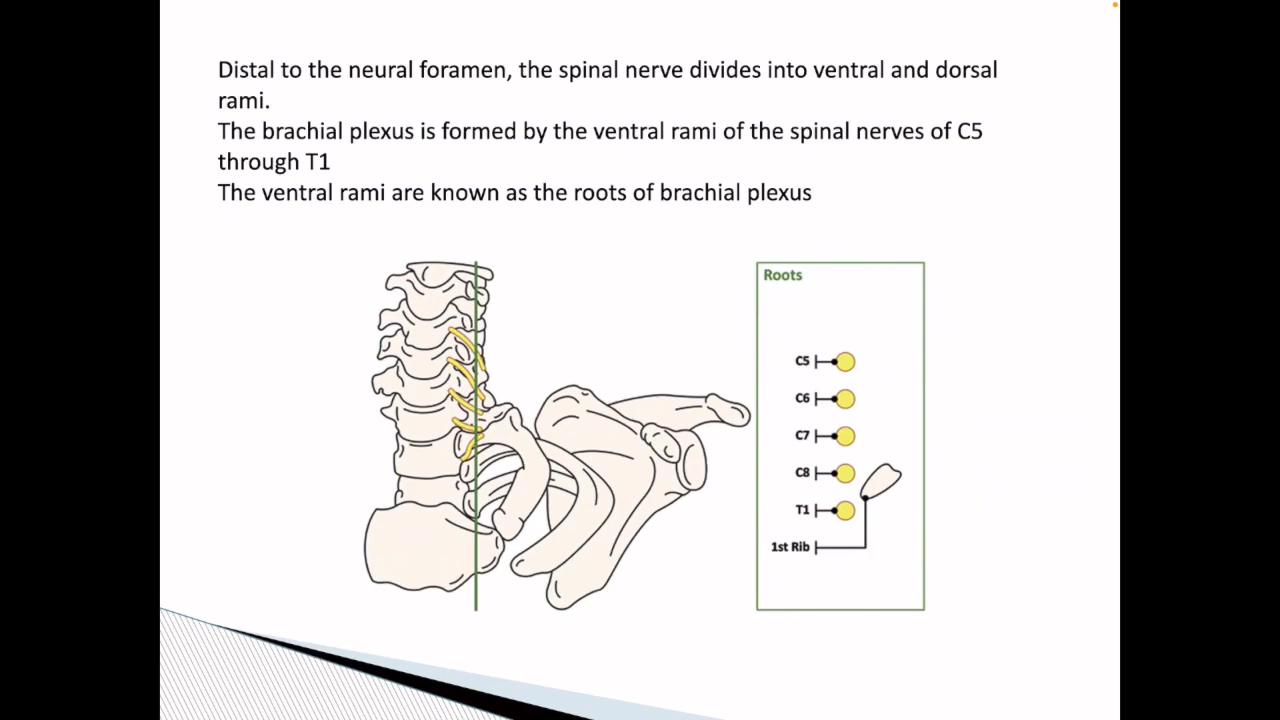 Distal to the neural foramen, the spinal nerve divides into ventral and dorsal
rami.
The brachial plexus is formed by the ventral rami of the spinal nerves of C5
through T1
The ventral rami are known as the roots of brachial plexus
Roots
C5
C6
C7
C8
T1
1st Rib